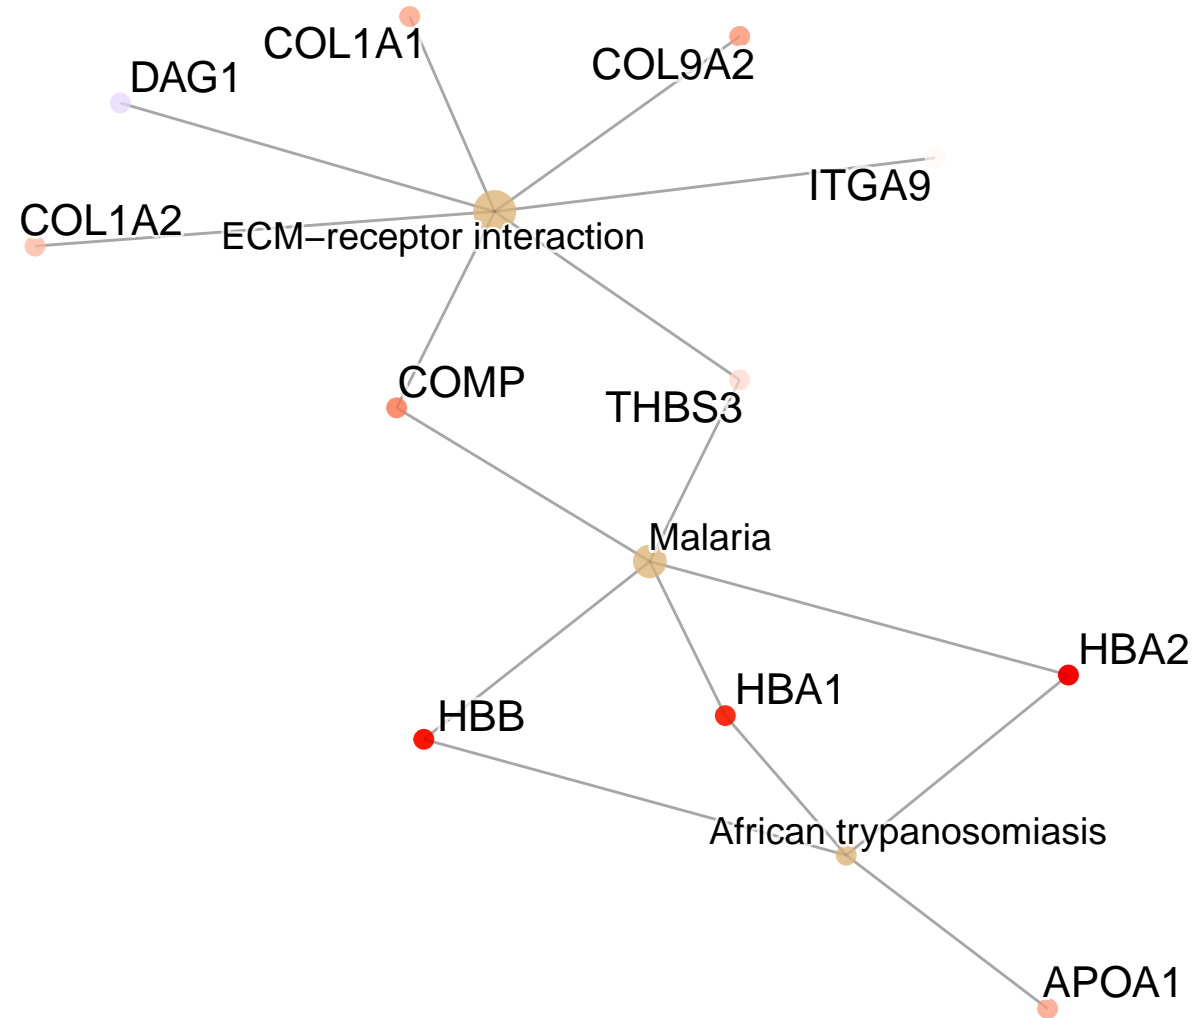 COL1A1
COL9A2
DAG1
ITGA9
COL1A2
ECM−receptor interaction
COMP
THBS3
Malaria
HBA2
HBA1
HBB
African trypanosomiasis
APOA1